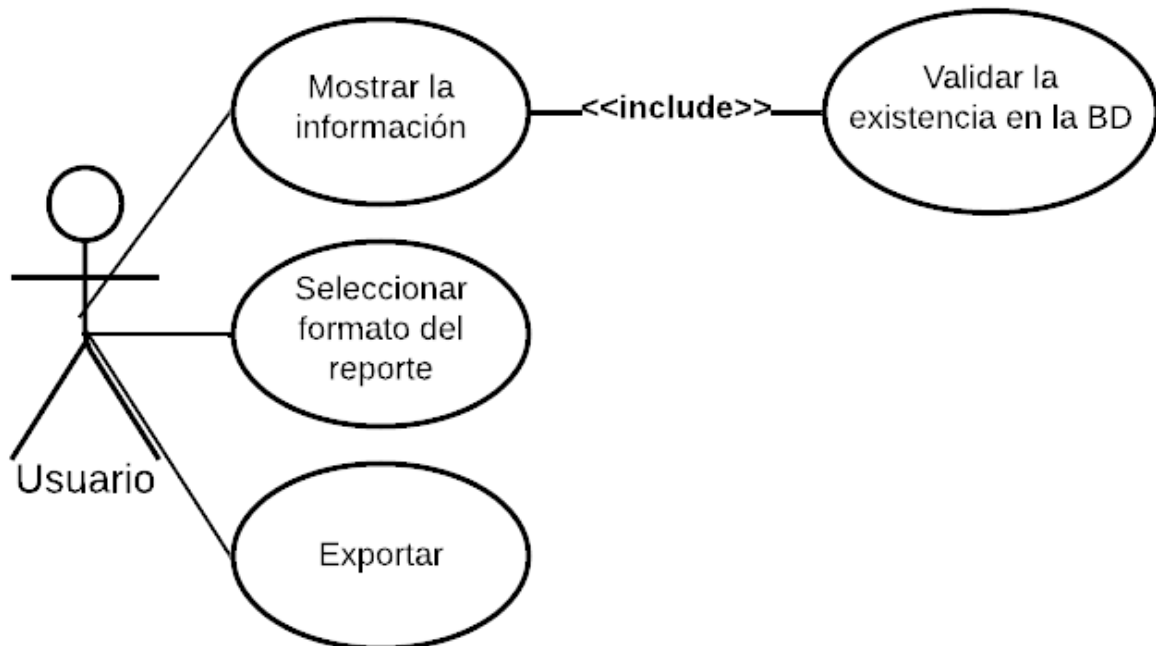 Mostrar la
información
<<include>>
Validar la
existencia en la BD
Seleccionar
formato del
reporte
Usuario
Exportar